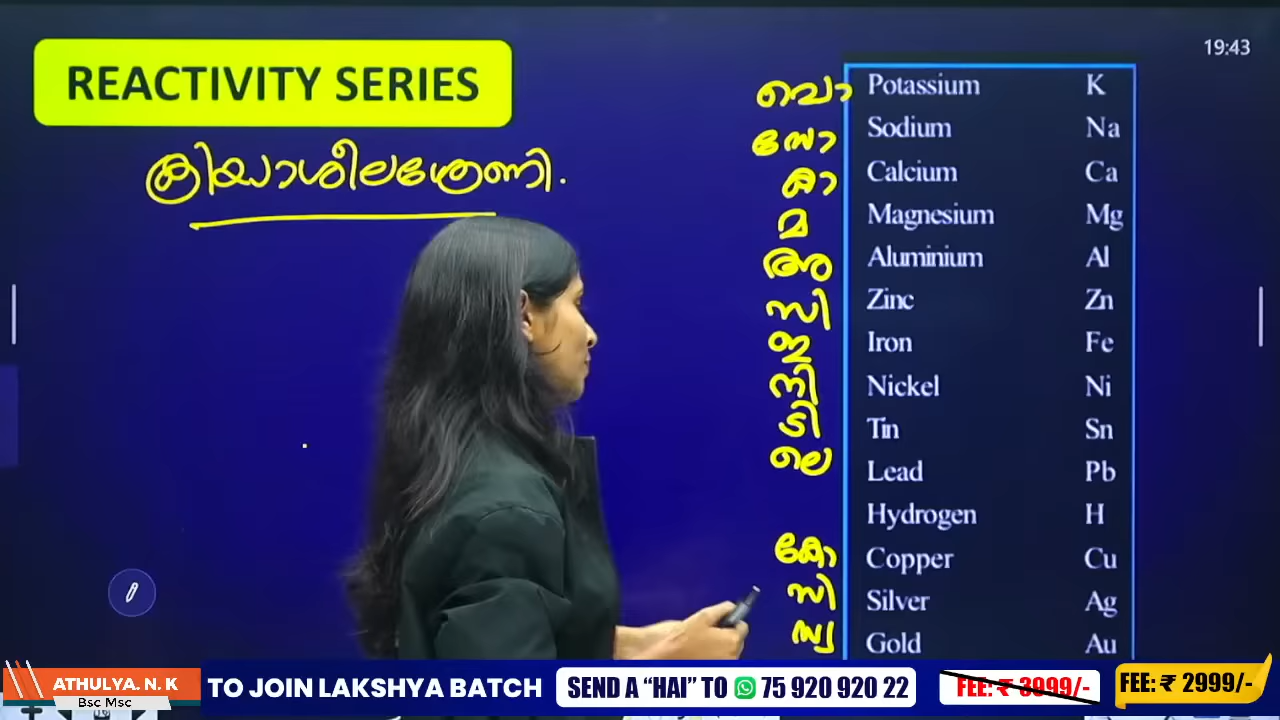 19:43
REACTIVITY SERIES
ക്രിയാശീലശ്രേണി.
പൊ Potassium K
സോ Sodium Na
കാ Calcium Ca
മ Magnesium Mg
അ Aluminium Al
സി Zinc Zn
Iron Fe
നി Nickel Ni
ടി Tin Sn
ലെ Lead Pb
Hydrogen H
കോ Copper Cu
സി Silver Ag
സ്വ Gold Au
ATHULYA. N. K
Bsc Msc
TO JOIN LAKSHYA BATCH
SEND A “HAI” TO 75 920 920 22
FEE: ₹ 3999/-
FEE: ₹ 2999/-